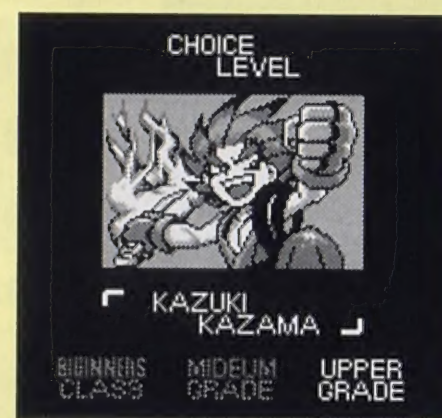 CHOICE
LEVEL
KAZUKI
KAZAMA
BIGINNERS MIDEUM UPPER
CLASS GRADE GRADE